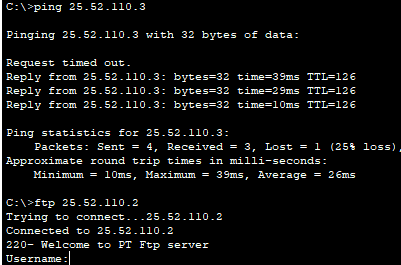 C:\>ping 25.52.110.3
Pinging 25.52.110.3 with 32 bytes of data:
Request timed out.
Reply from 25.52.110.3: bytes=32 time=39ms TTL=126
Reply from 25.52.110.3: bytes=32 time=29ms TTL=126
Reply from 25.52.110.3: bytes=32 time=10ms TTL=126
Ping statistics for 25.52.110.3:
Packets: Sent = 4, Received = 3, Lost = 1 (25% loss),
Approximate round trip times in milli-seconds:
Minimum = 10ms, Maximum = 39ms, Average = 26ms
C:\>ftp 25.52.110.2
Trying to connect...25.52.110.2
Connected to 25.52.110.2
220- Welcome to PT Ftp server
Username: